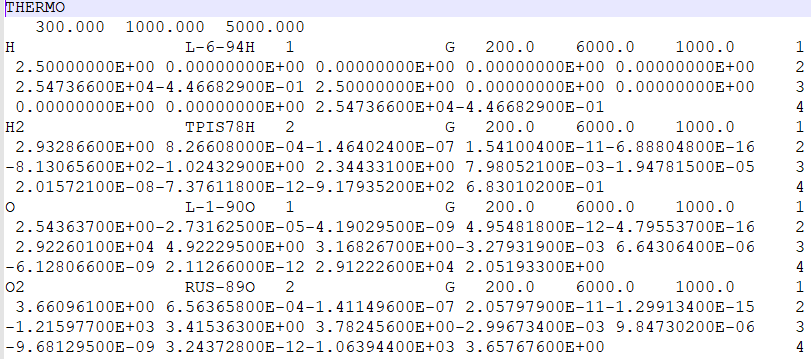 THERMO
   300.000  1000.000  5000.000
H                 L-6-94H   1               G   200.0    6000.0    1000.0      1
 2.50000000E+00 0.00000000E+00 0.00000000E+00 0.00000000E+00 0.00000000E+00    2
 2.54736600E+04-4.46682900E-01 2.50000000E+00 0.00000000E+00 0.00000000E+00    3
 0.00000000E+00 0.00000000E+00 2.54736600E+04-4.46682900E-01                   4
H2                TPIS78H   2               G   200.0    6000.0    1000.0      1
 2.93286600E+00 8.26608000E-04-1.46402400E-07 1.54100400E-11-6.88804800E-16    2
-8.13065600E+02-1.02432900E+00 2.34433100E+00 7.98052100E-03-1.94781500E-05    3
 2.01572100E-08-7.37611800E-12-9.17935200E+02 6.83010200E-01                   4
O                 L-1-90O   1               G   200.0    6000.0    1000.0      1
 2.54363700E+00-2.73162500E-05-4.19029500E-09 4.95481800E-12-4.79553700E-16    2
 2.92260100E+04 4.92229500E+00 3.16826700E+00-3.27931900E-03 6.64306400E-06    3
-6.12806600E-09 2.11266000E-12 2.91222600E+04 2.05193300E+00                   4
O2                RUS-89O   2               G   200.0    6000.0    1000.0      1
 3.66096100E+00 6.56365800E-04-1.41149600E-07 2.05797900E-11-1.29913400E-15    2
-1.21597700E+03 3.41536300E+00 3.78245600E+00-2.99673400E-03 9.84730200E-06    3
-9.68129500E-09 3.24372800E-12-1.06394400E+03 3.65767600E+00                   4